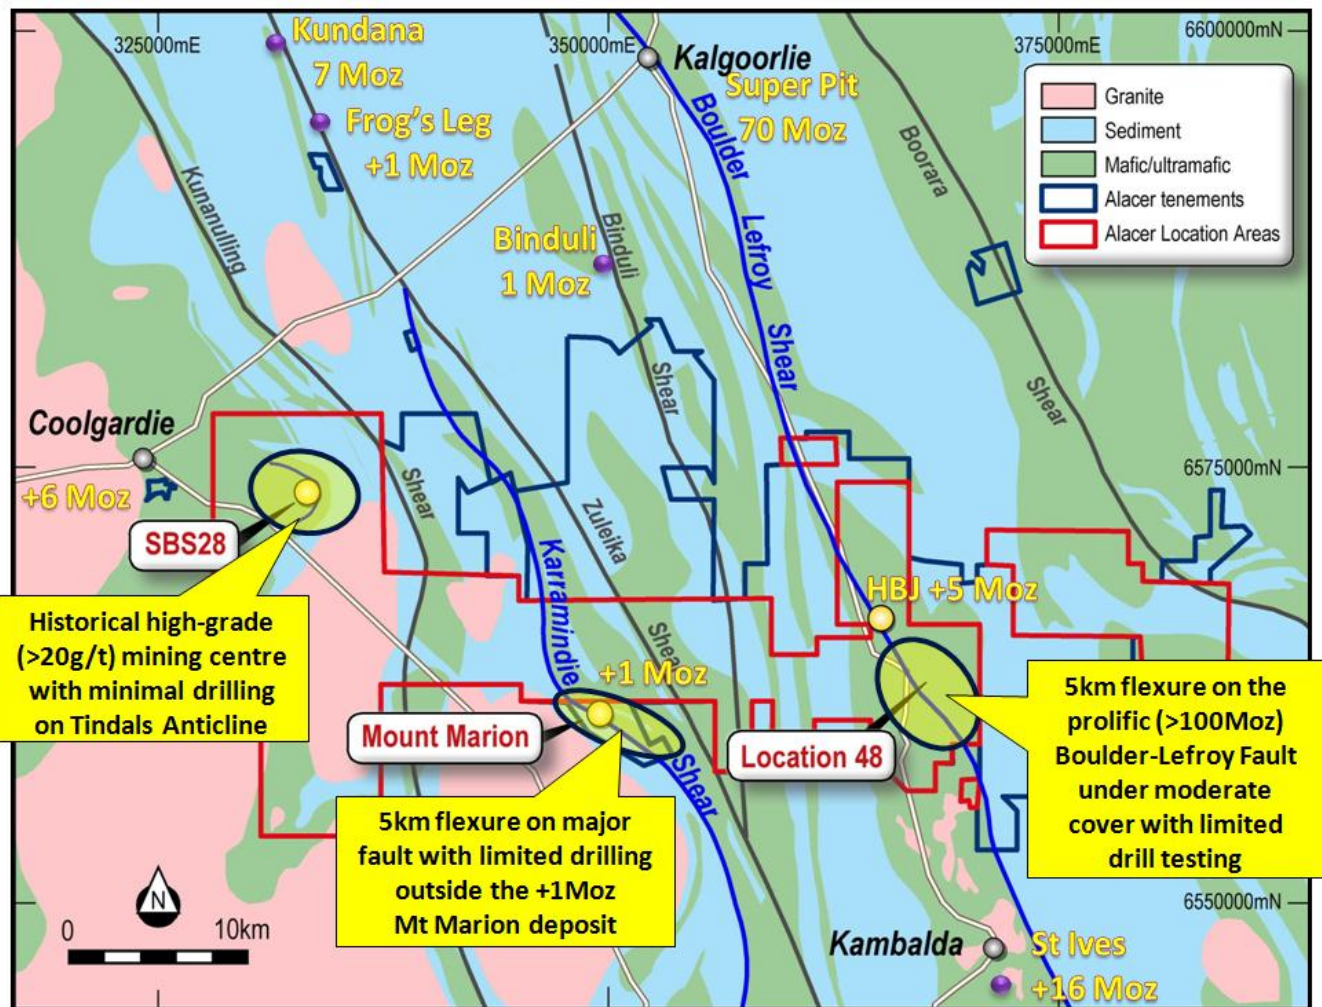 325000mE
350000mE
375000mE
6600000mN
Kundana
7 Moz
Kalgoorlie
Super Pit
70 Moz
Frog's Leg
+1 Moz
Granite
Sediment
Mafic/ultramafic
Alacer tenements
Alacer Location Areas
Kunanulling
Shear
Boulder
Lefroy
Shear
Boorara
Shear
Binduli
1 Moz
Binduli
Shear
Coolgardie
+6 Moz
6575000mN
SBS28
Zuleika
Shear
Karramindie
Shear
HBJ +5 Moz
+1 Moz
Mount Marion
Location 48
Historical high-grade
(>20g/t) mining centre
with minimal drilling
on Tindals Anticline
5km flexure on major
fault with limited drilling
outside the +1Moz
Mt Marion deposit
5km flexure on the
prolific (>100Moz)
Boulder-Lefroy Fault
under moderate
cover with limited
drill testing
N
0 10km
6550000mN
Kambalda
St Ives
+16 Moz